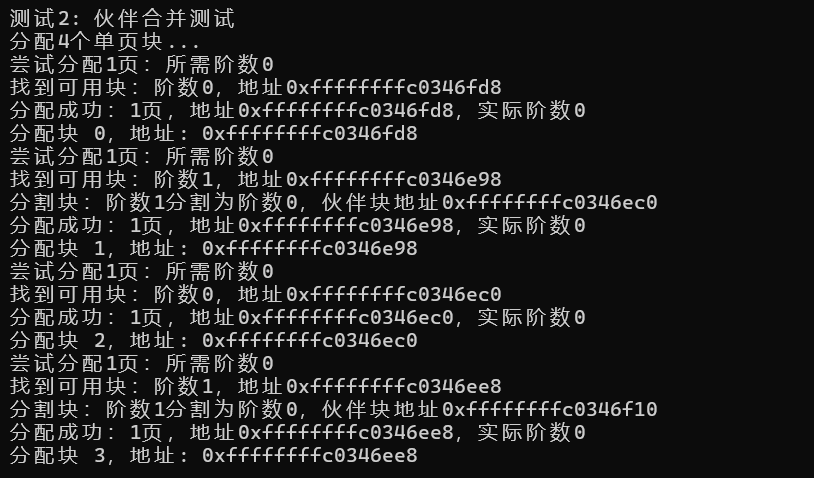 测试2: 伙伴合并测试
分配4个单页块...
尝试分配1页: 所需阶数0
找到可用块: 阶数0, 地址0xffffffffc0346fd8
分配成功: 1页, 地址0xffffffffc0346fd8, 实际阶数0
分配块 0, 地址: 0xffffffffc0346fd8
尝试分配1页: 所需阶数0
找到可用块: 阶数1, 地址0xffffffffc0346e98
分割块: 阶数1分割为阶数0, 伙伴块地址0xffffffffc0346ec0
分配成功: 1页, 地址0xffffffffc0346e98, 实际阶数0
分配块 1, 地址: 0xffffffffc0346e98
尝试分配1页: 所需阶数0
找到可用块: 阶数0, 地址0xffffffffc0346ec0
分配成功: 1页, 地址0xffffffffc0346ec0, 实际阶数0
分配块 2, 地址: 0xffffffffc0346ec0
尝试分配1页: 所需阶数0
找到可用块: 阶数1, 地址0xffffffffc0346ee8
分割块: 阶数1分割为阶数0, 伙伴块地址0xffffffffc0346f10
分配成功: 1页, 地址0xffffffffc0346ee8, 实际阶数0
分配块 3, 地址: 0xffffffffc0346ee8